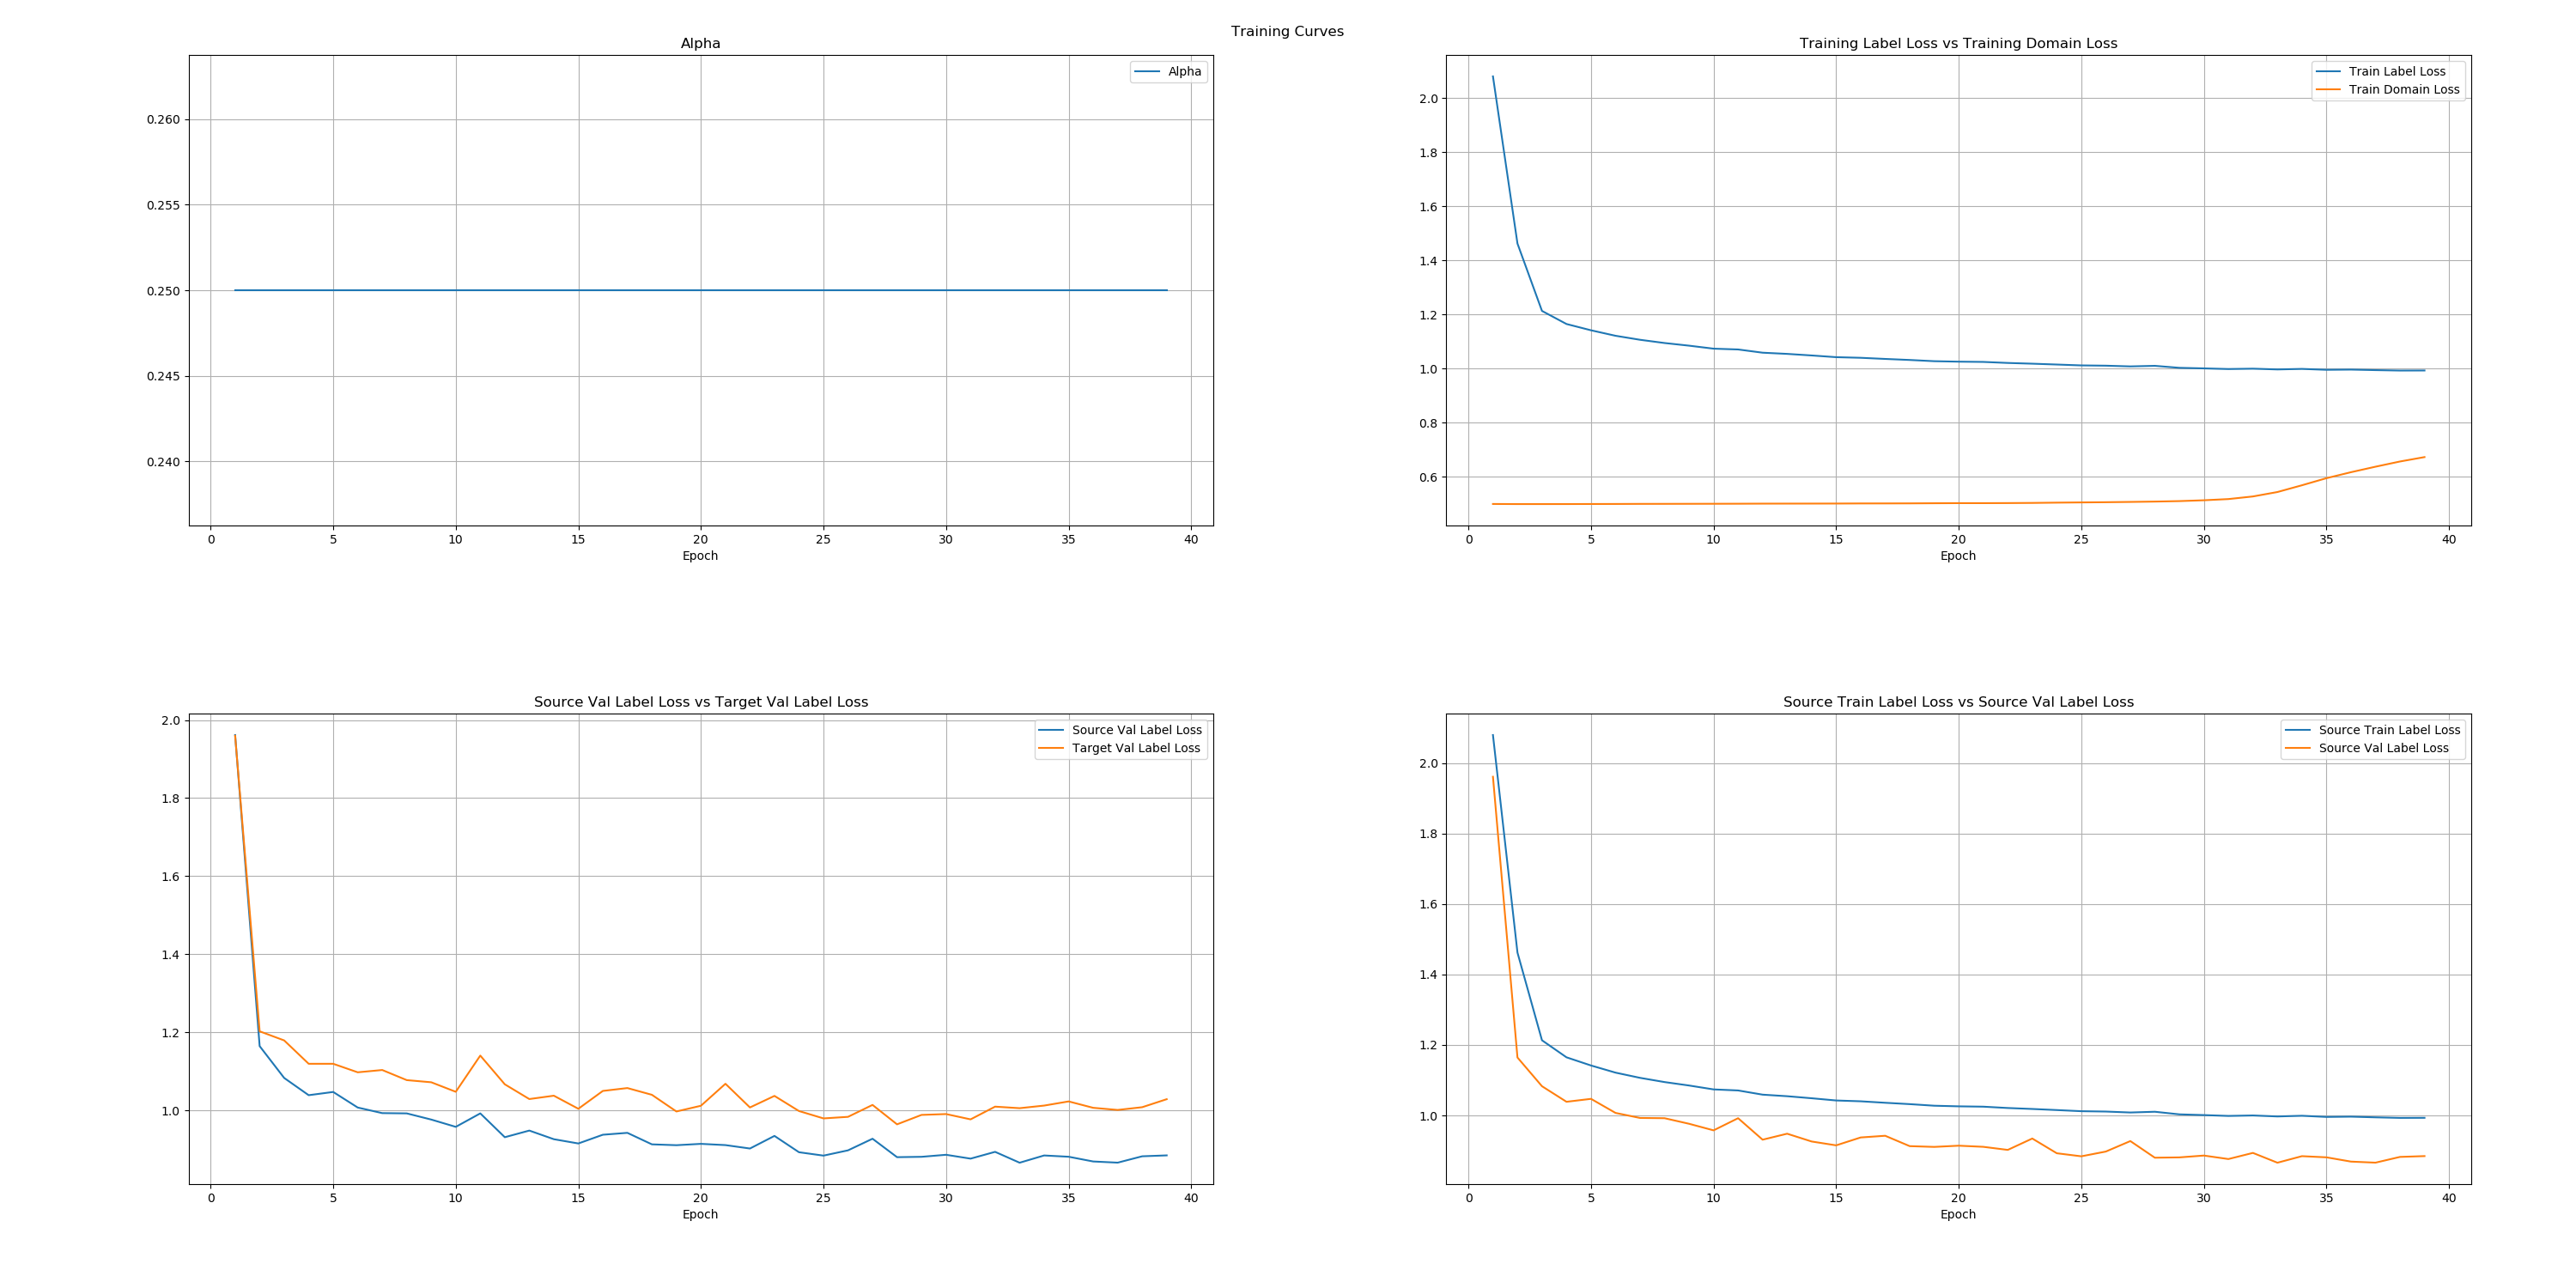 Training Curves
Alpha
Alpha
0.260
0.255
0.250
0.245
0.240
0 5 10 15 20 25 30 35 40
Epoch
Training Label Loss vs Training Domain Loss
Train Label Loss
Train Domain Loss
2.0
1.8
1.6
1.4
1.2
1.0
0.8
0.6
0 5 10 15 20 25 30 35 40
Epoch
Source Val Label Loss vs Target Val Label Loss
Source Val Label Loss
Target Val Label Loss
2.0
1.8
1.6
1.4
1.2
1.0
0 5 10 15 20 25 30 35 40
Epoch
Source Train Label Loss vs Source Val Label Loss
Source Train Label Loss
Source Val Label Loss
2.0
1.8
1.6
1.4
1.2
1.0
0 5 10 15 20 25 30 35 40
Epoch